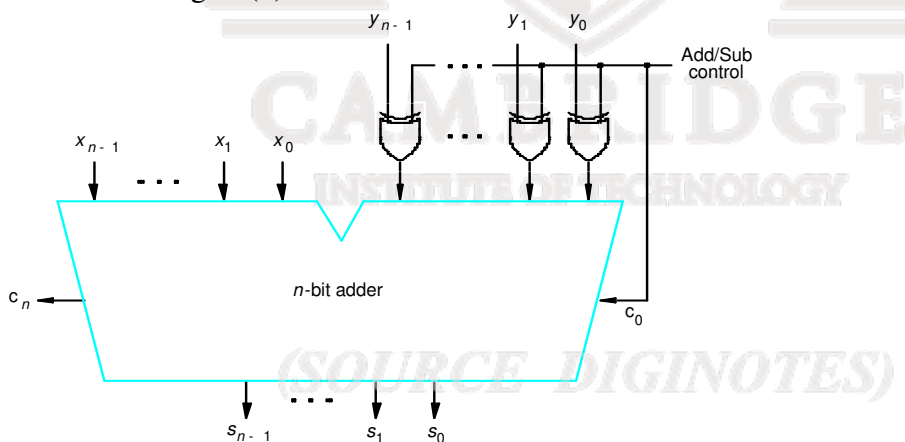 y n - 1 y 1 y 0
Add/Sub
control
CAMBRIDGE
x n - 1 x 1 x 0
INSTITUTE OF TECHNOLOGY
c n
n-bit adder
c 0
(SOURCE DIGINOTES)
s n - 1 s 1 s 0